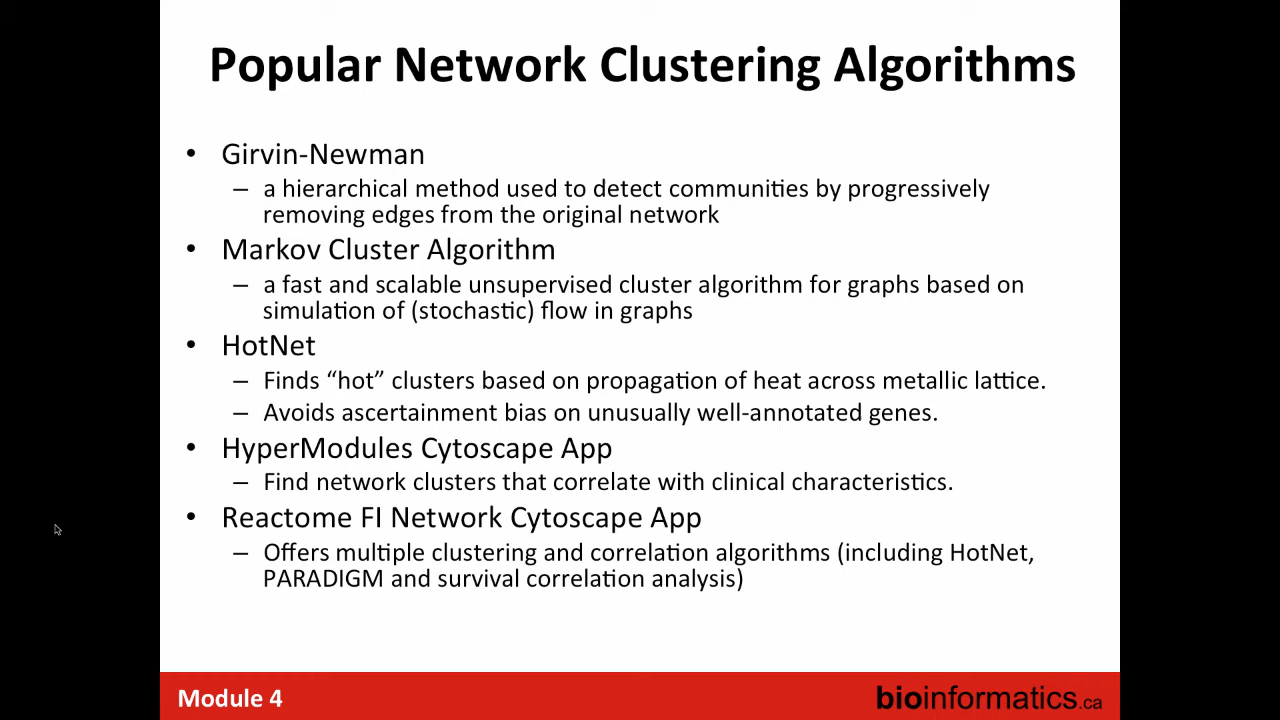 Popular Network Clustering Algorithms
• Girvin-Newman
– a hierarchical method used to detect communities by progressively
removing edges from the original network
• Markov Cluster Algorithm
– a fast and scalable unsupervised cluster algorithm for graphs based on
simulation of (stochastic) flow in graphs
• HotNet
– Finds “hot” clusters based on propagation of heat across metallic lattice.
– Avoids ascertainment bias on unusually well-annotated genes.
• HyperModules Cytoscape App
– Find network clusters that correlate with clinical characteristics.
• Reactome FI Network Cytoscape App
– Offers multiple clustering and correlation algorithms (including HotNet,
PARADIGM and survival correlation analysis)
Module 4
bioinformatics.ca